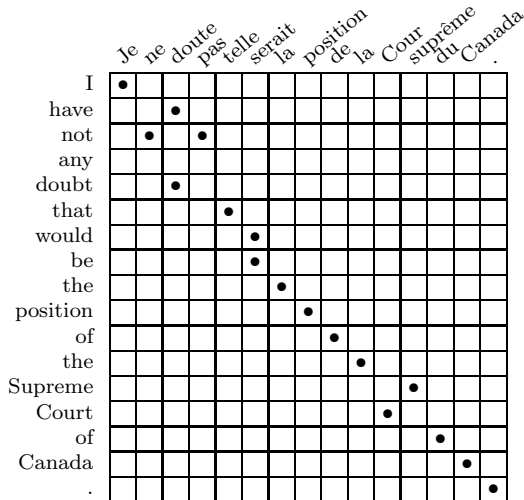 Je ne doute pas telle serait la position de la Cour suprême du Canada .
I
have
not
any
doubt
that
would
be
the
position
of
the
Supreme
Court
of
Canada
.